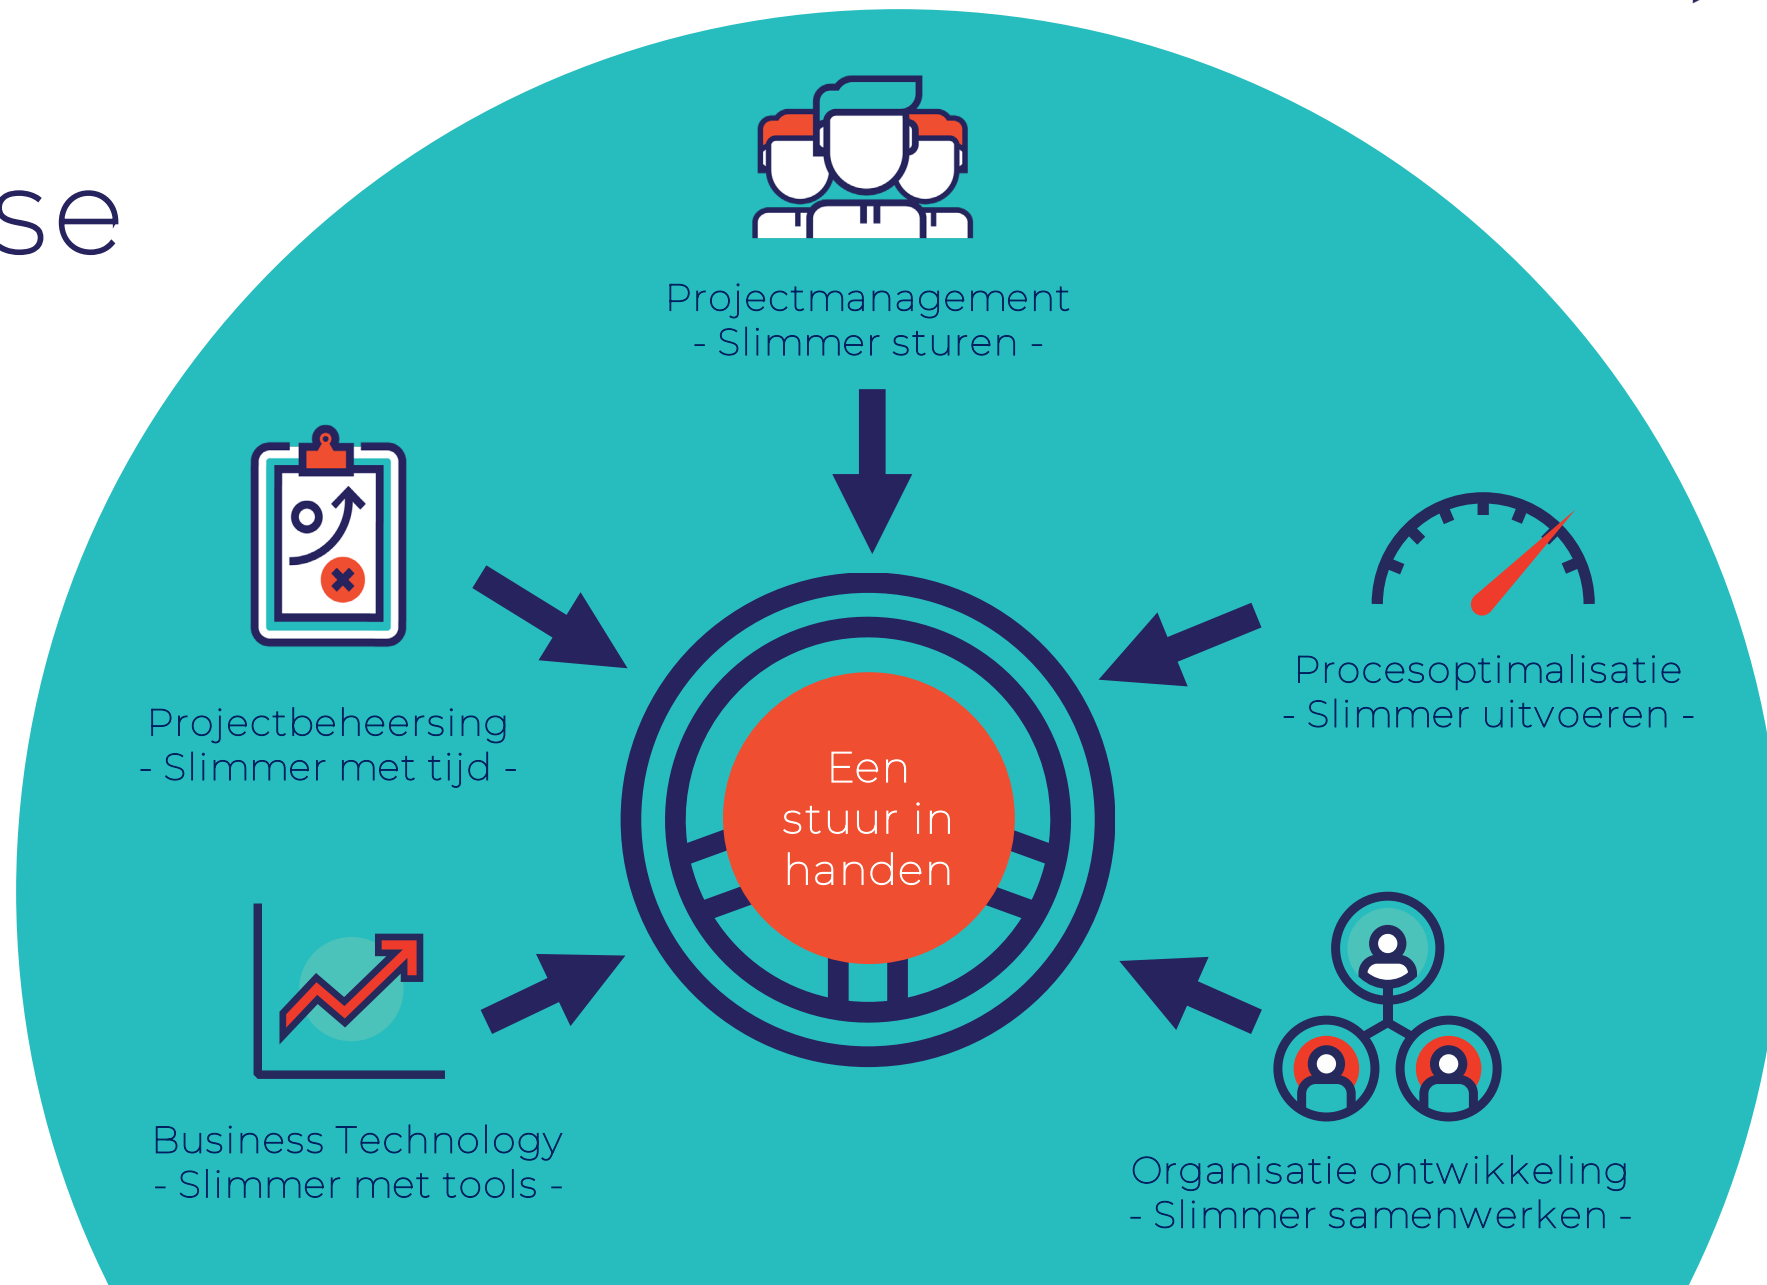 se
Projectmanagement
- Slimmer sturen -
Projectbeheersing
- Slimmer met tijd -
Procesoptimalisatie
- Slimmer uitvoeren -
Een
stuur in
handen
Business Technology
- Slimmer met tools -
Organisatie ontwikkeling
- Slimmer samenwerken -